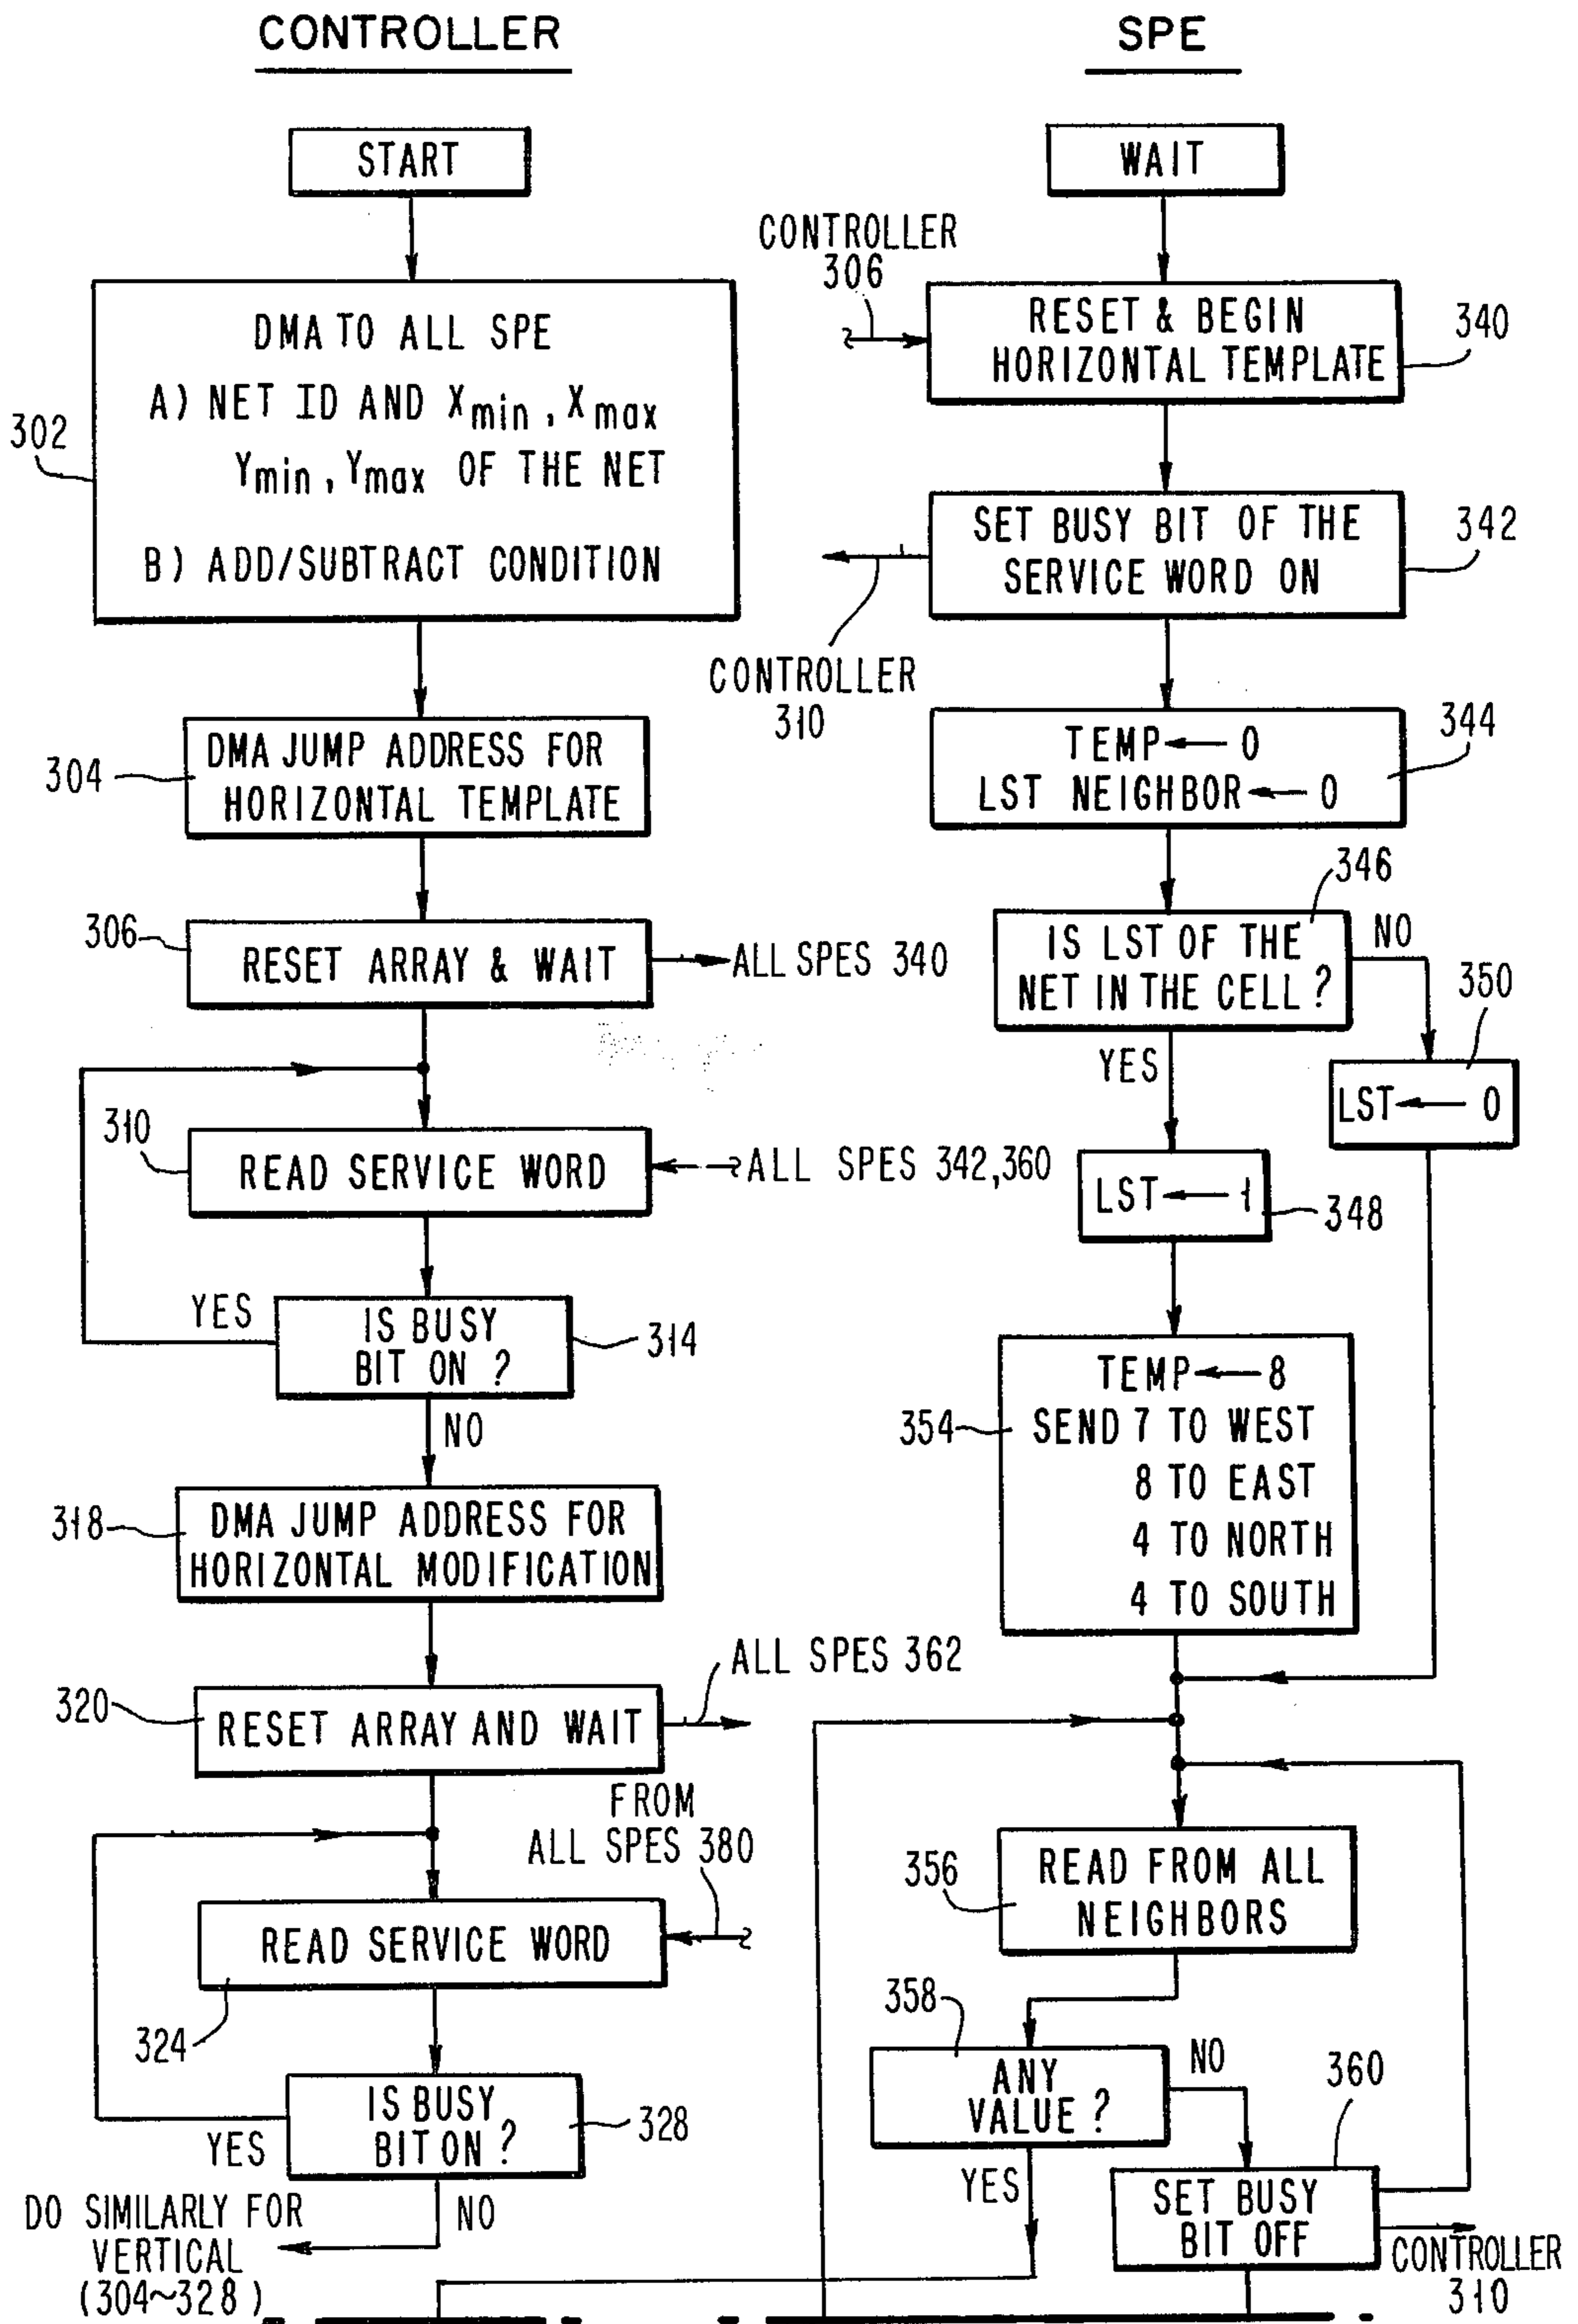 CONTROLLER
START
302
DMA TO ALL SPE
A) NET ID AND Xmin, Xmax
Ymin, Ymax OF THE NET
B) ADD/SUBTRACT CONDITION
304
DMA JUMP ADDRESS FOR
HORIZONTAL TEMPLATE
306
RESET ARRAY & WAIT
ALL SPES 340
310
READ SERVICE WORD
ALL SPES 342,360
YES
IS BUSY
BIT ON ?
314
NO
318
DMA JUMP ADDRESS FOR
HORIZONTAL MODIFICATION
320
RESET ARRAY AND WAIT
ALL SPES 362
FROM
ALL SPES 380
READ SERVICE WORD
324
IS BUSY
BIT ON ?
328
YES
NO
DO SIMILARLY FOR
VERTICAL
(304~328)
SPE
WAIT
CONTROLLER
306
RESET & BEGIN
HORIZONTAL TEMPLATE
340
SET BUSY BIT OF THE
SERVICE WORD ON
342
CONTROLLER
310
TEMP ← 0
LST NEIGHBOR ← 0
344
346
IS LST OF THE
NET IN THE CELL ?
NO
350
LST ← 0
YES
LST ← 1
348
354
TEMP ← 8
SEND 7 TO WEST
8 TO EAST
4 TO NORTH
4 TO SOUTH
356
READ FROM ALL
NEIGHBORS
358
ANY
VALUE ?
NO
YES
360
SET BUSY
BIT OFF
CONTROLLER
310